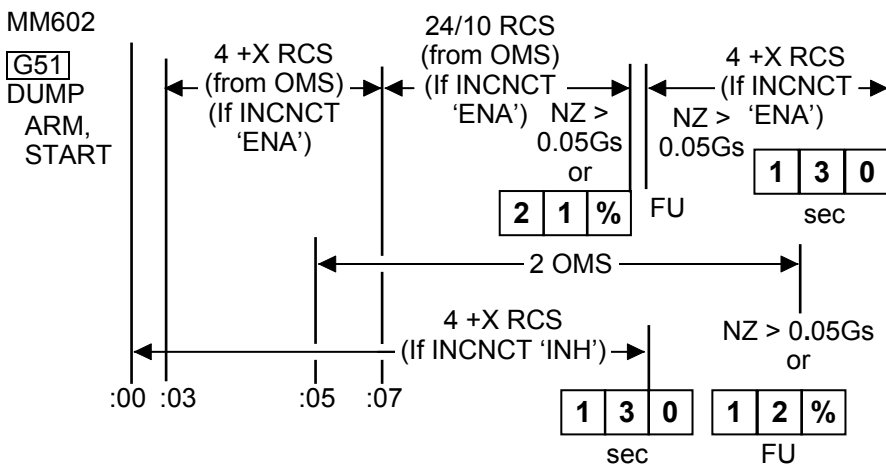 MM602
G51
DUMP
ARM,
START
4 +X RCS
(from OMS)
(If INCNCT
‘ENA’)
24/10 RCS
(from OMS)
(If INCNCT
‘ENA’)
NZ >
0.05Gs
or
2 1 %
FU
4 +X RCS
(If INCNCT
‘ENA’)
NZ >
0.05Gs
1 3 0
sec
2 OMS
4 +X RCS
(If INCNCT ‘INH’)
NZ > 0.05Gs
or
:00 :03 :05 :07
1 3 0
sec
1 2 %
FU